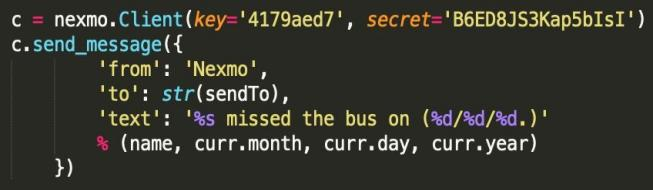 c = nexmo.Client(key='4179aed7', secret='B6ED8JS3Kap5bIsI')
c.send_message({
'from': 'Nexmo',
'to': str(sendTo),
'text': '%s missed the bus on (%d/%d/%d.)'
% (name, curr.month, curr.day, curr.year)
})